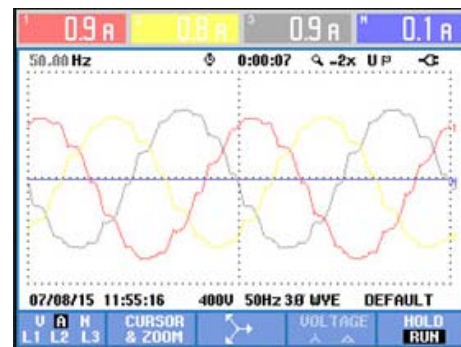 1 0.9 A 2 0.8 A 3 0.9 A N 0.1 A
50.00 Hz 0:00:07 -2x U P
07/08/15 11:55:16 400V 50Hz 3Ø WYE DEFAULT
V A N
L1 L2 L3
CURSOR
& ZOOM
VOLTAGE
HOLD
RUN